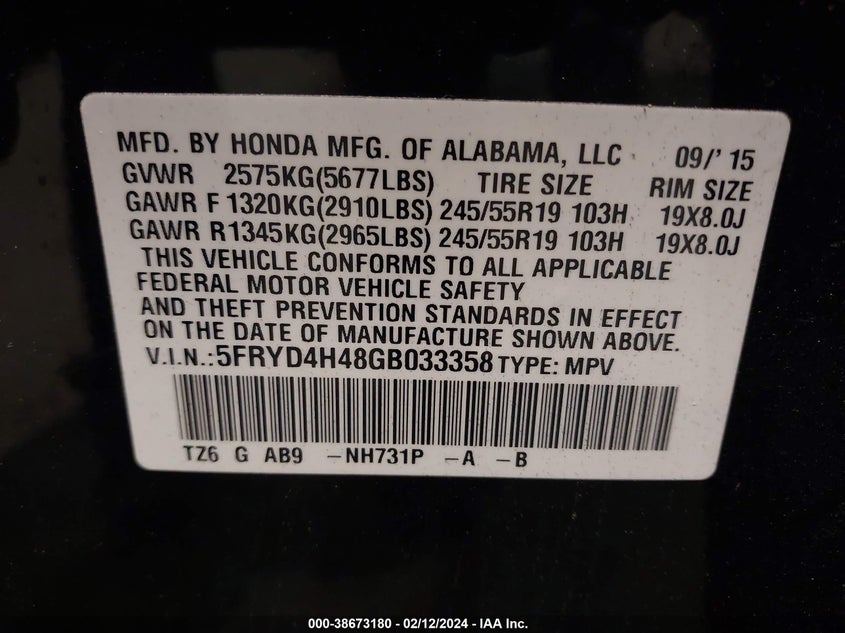 MFD. BY HONDA MFG. OF ALABAMA, LLC 09/' 15
GVWR 2575KG(5677LBS) TIRE SIZE RIM SIZE
GAWR F 1320KG(2910LBS) 245/55R19 103H 19X8.0J
GAWR R1345KG(2965LBS) 245/55R19 103H 19X8.0J
THIS VEHICLE CONFORMS TO ALL APPLICABLE
FEDERAL MOTOR VEHICLE SAFETY
AND THEFT PREVENTION STANDARDS IN EFFECT
ON THE DATE OF MANUFACTURE SHOWN ABOVE.
V.I.N.:5FRYD4H48GB033358 TYPE: MPV
TZ6 G AB9 -NH731P -A -B
000-38673180 - 02/12/2024 - IAA Inc.